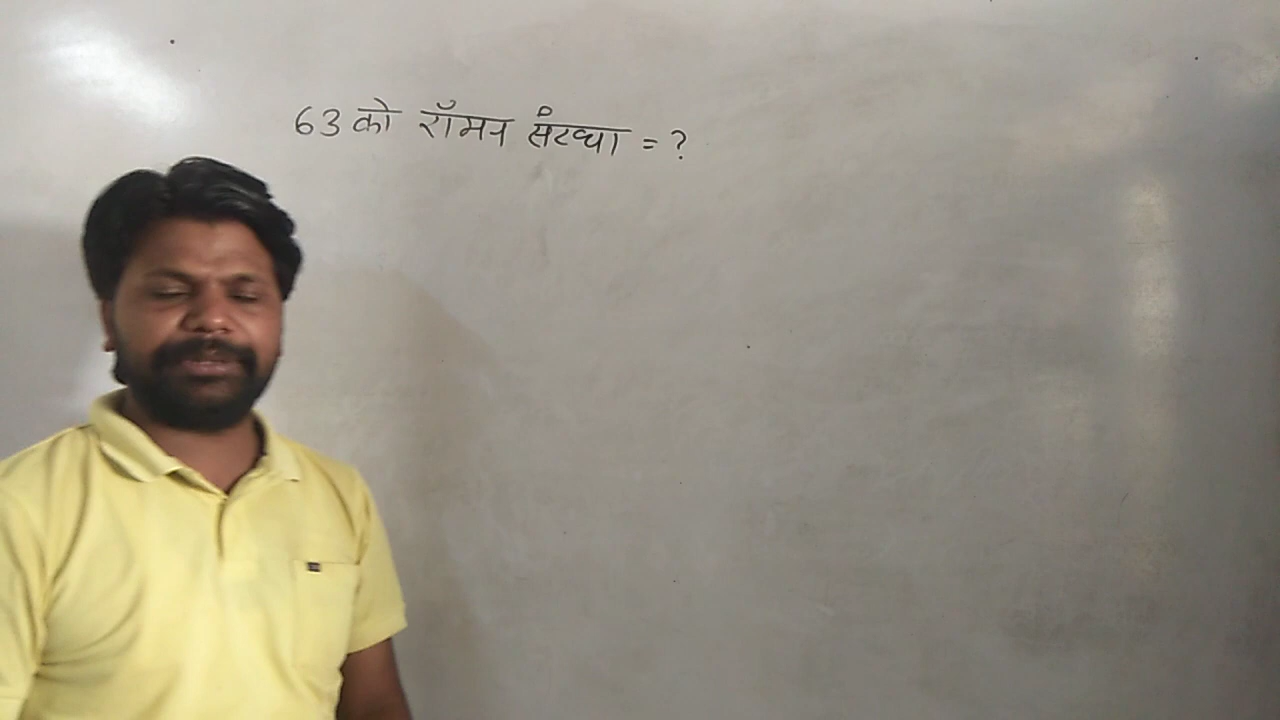 63 को रॉमन संख्या = ?